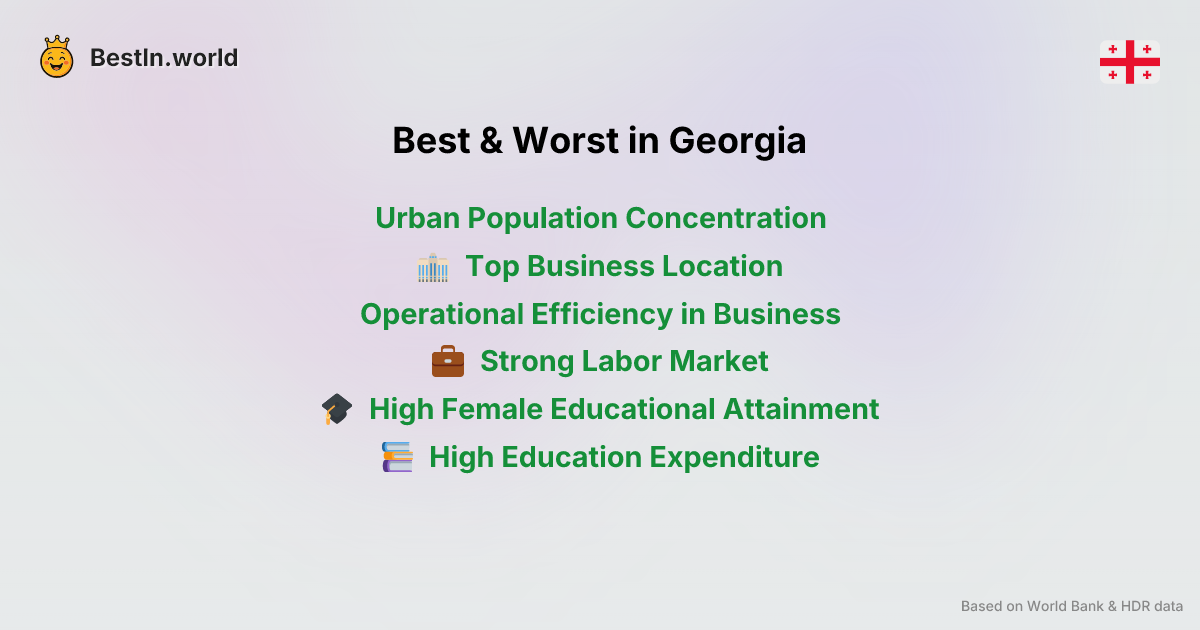 BestIn.world
Best & Worst in Georgia
Urban Population Concentration
Top Business Location
Operational Efficiency in Business
Strong Labor Market
High Female Educational Attainment
High Education Expenditure
Based on World Bank & HDR data